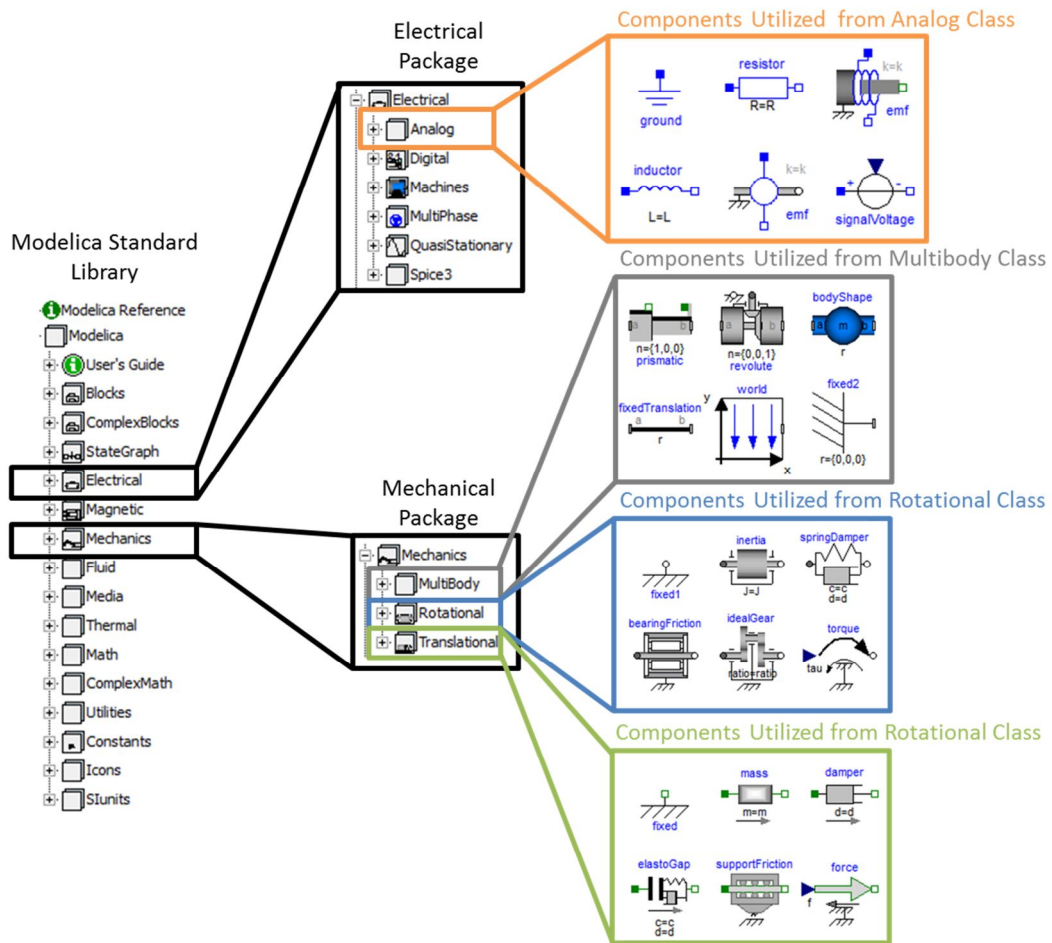 Modelica Standard
Library
Modelica Reference
Modelica
User's Guide
Blocks
ComplexBlocks
StateGraph
Electrical
Magnetic
Mechanics
Fluid
Media
Thermal
Math
ComplexMath
Utilities
Constants
Icons
SIunits
Electrical
Package
Electrical
Analog
Digital
Machines
MultiPhase
QuasiStationary
Spice3
Mechanical
Package
Mechanics
MultiBody
Rotational
Translational
Components Utilized from Analog Class
ground
resistor
R=R
k=k
emf
inductor
L=L
k=k
emf
+ -
signalVoltage
Components Utilized from Multibody Class
a b
n={1,0,0}
prismatic
a b
n={0,0,1}
revolute
bodyShape
a m b
r
fixedTranslation
a b
r
world
y
x
fixed2
r={0,0,0}
Components Utilized from Rotational Class
fixed1
inertia
J=J
springDamper
c=c
d=d
bearingFriction
idealGear
ratio=ratio
torque
tau
Components Utilized from Rotational Class
fixed
mass
m=m
damper
d=d
elastoGap
c=c
d=d
supportFriction
force
f